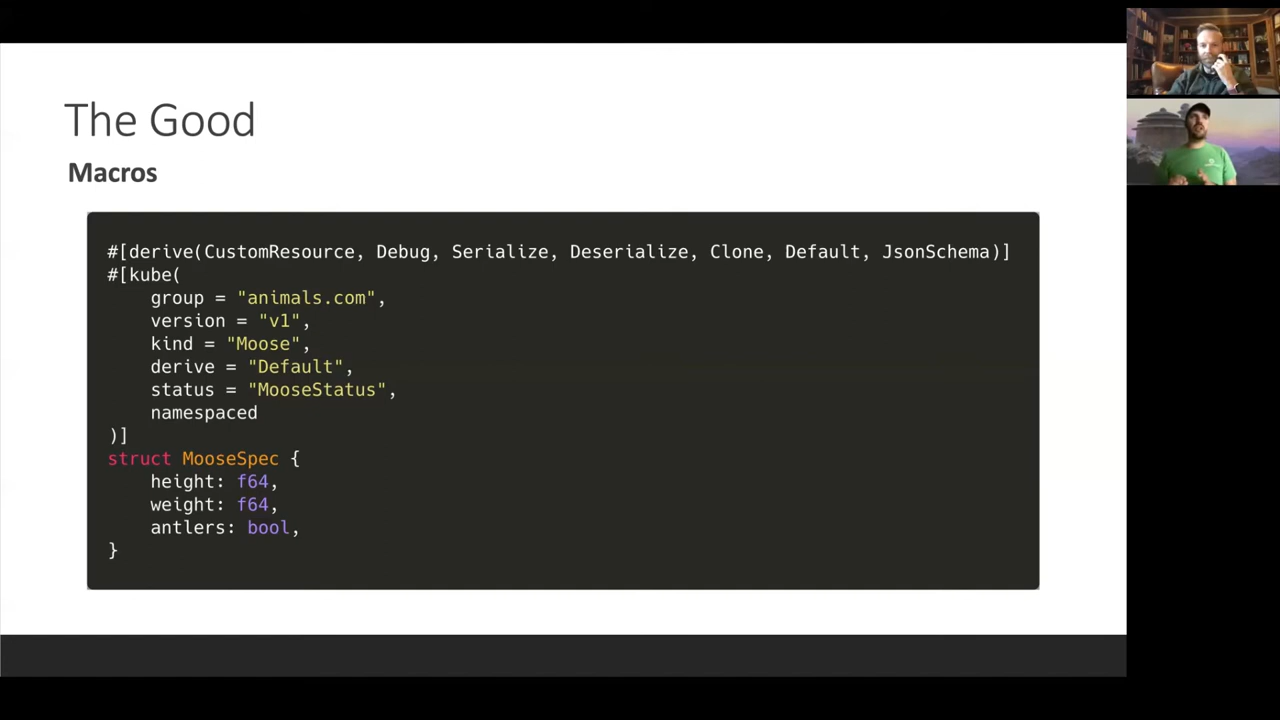 The Good
Macros
#[derive(CustomResource, Debug, Serialize, Deserialize, Clone, Default, JsonSchema)]
#[kube(
    group = "animals.com",
    version = "v1",
    kind = "Moose",
    derive = "Default",
    status = "MooseStatus",
    namespaced
)]
struct MooseSpec {
    height: f64,
    weight: f64,
    antlers: bool,
}